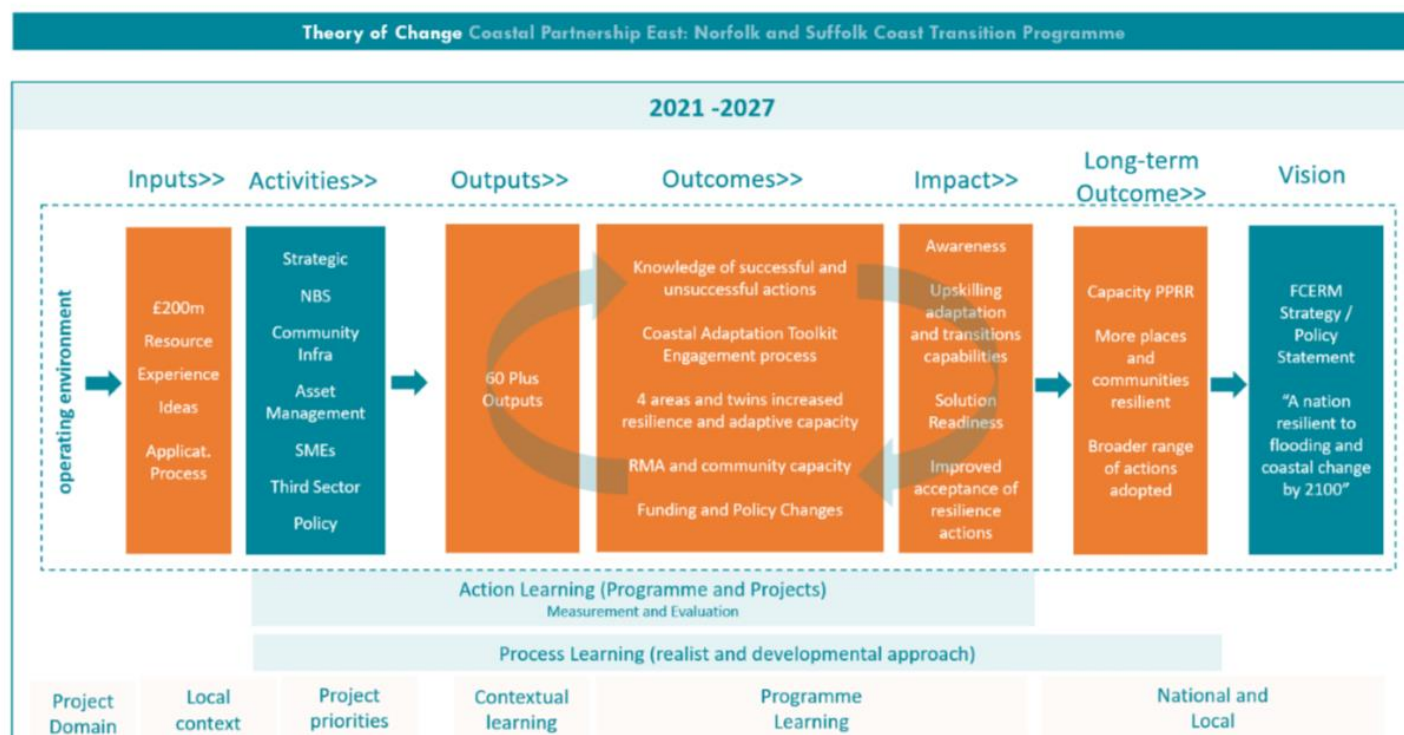 Theory of Change Coastal Partnership East: Norfolk and Suffolk Coast Transition Programme
2021 -2027
Inputs>>
Activities>>
Outputs>>
Outcomes>>
Impact>>
Long-term
Outcome>>
Vision
operating environment
£200m
Resource
Experience
Ideas
Applicat.
Process
Strategic
NBS
Community
Infra
Asset
Management
SMEs
Third Sector
Policy
60 Plus
Outputs
Knowledge of successful and
unsuccessful actions
Coastal Adaptation Toolkit
Engagement process
4 areas and twins increased
resilience and adaptive capacity
RMA and community capacity
Funding and Policy Changes
Awareness
Upskilling
adaptation
and transitions
capabilities
Solution
Readiness
Improved
acceptance of
resilience
actions
Capacity PPRR
More places
and
communities
resilient
Broader range
of actions
adopted
FCERM
Strategy /
Policy
Statement
"A nation
resilient to
flooding and
coastal change
by 2100"
Action Learning (Programme and Projects)
Measurement and Evaluation
Process Learning (realist and developmental approach)
Project
Domain
Local
context
Project
priorities
Contextual
learning
Programme
Learning
National and
Local